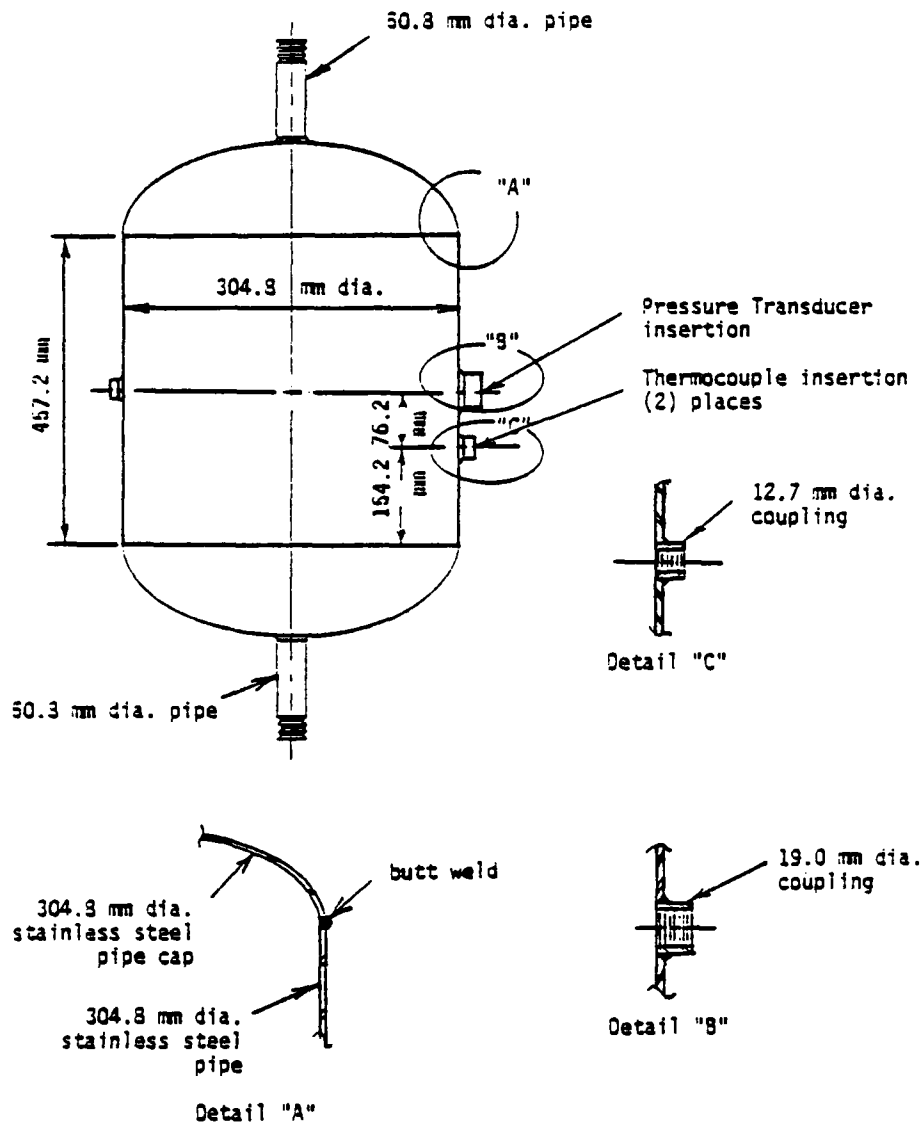 50.8 mm dia. pipe
"A"
304.8 mm dia.
Pressure Transducer
insertion
"B"
457.2 mm
Thermocouple insertion
(2) places
76.2
mm
"C"
154.2
mm
12.7 mm dia.
coupling
Detail "C"
50.8 mm dia. pipe
butt weld
19.0 mm dia.
coupling
304.8 mm dia.
stainless steel
pipe cap
304.8 mm dia.
stainless steel
pipe
Detail "B"
Detail "A"